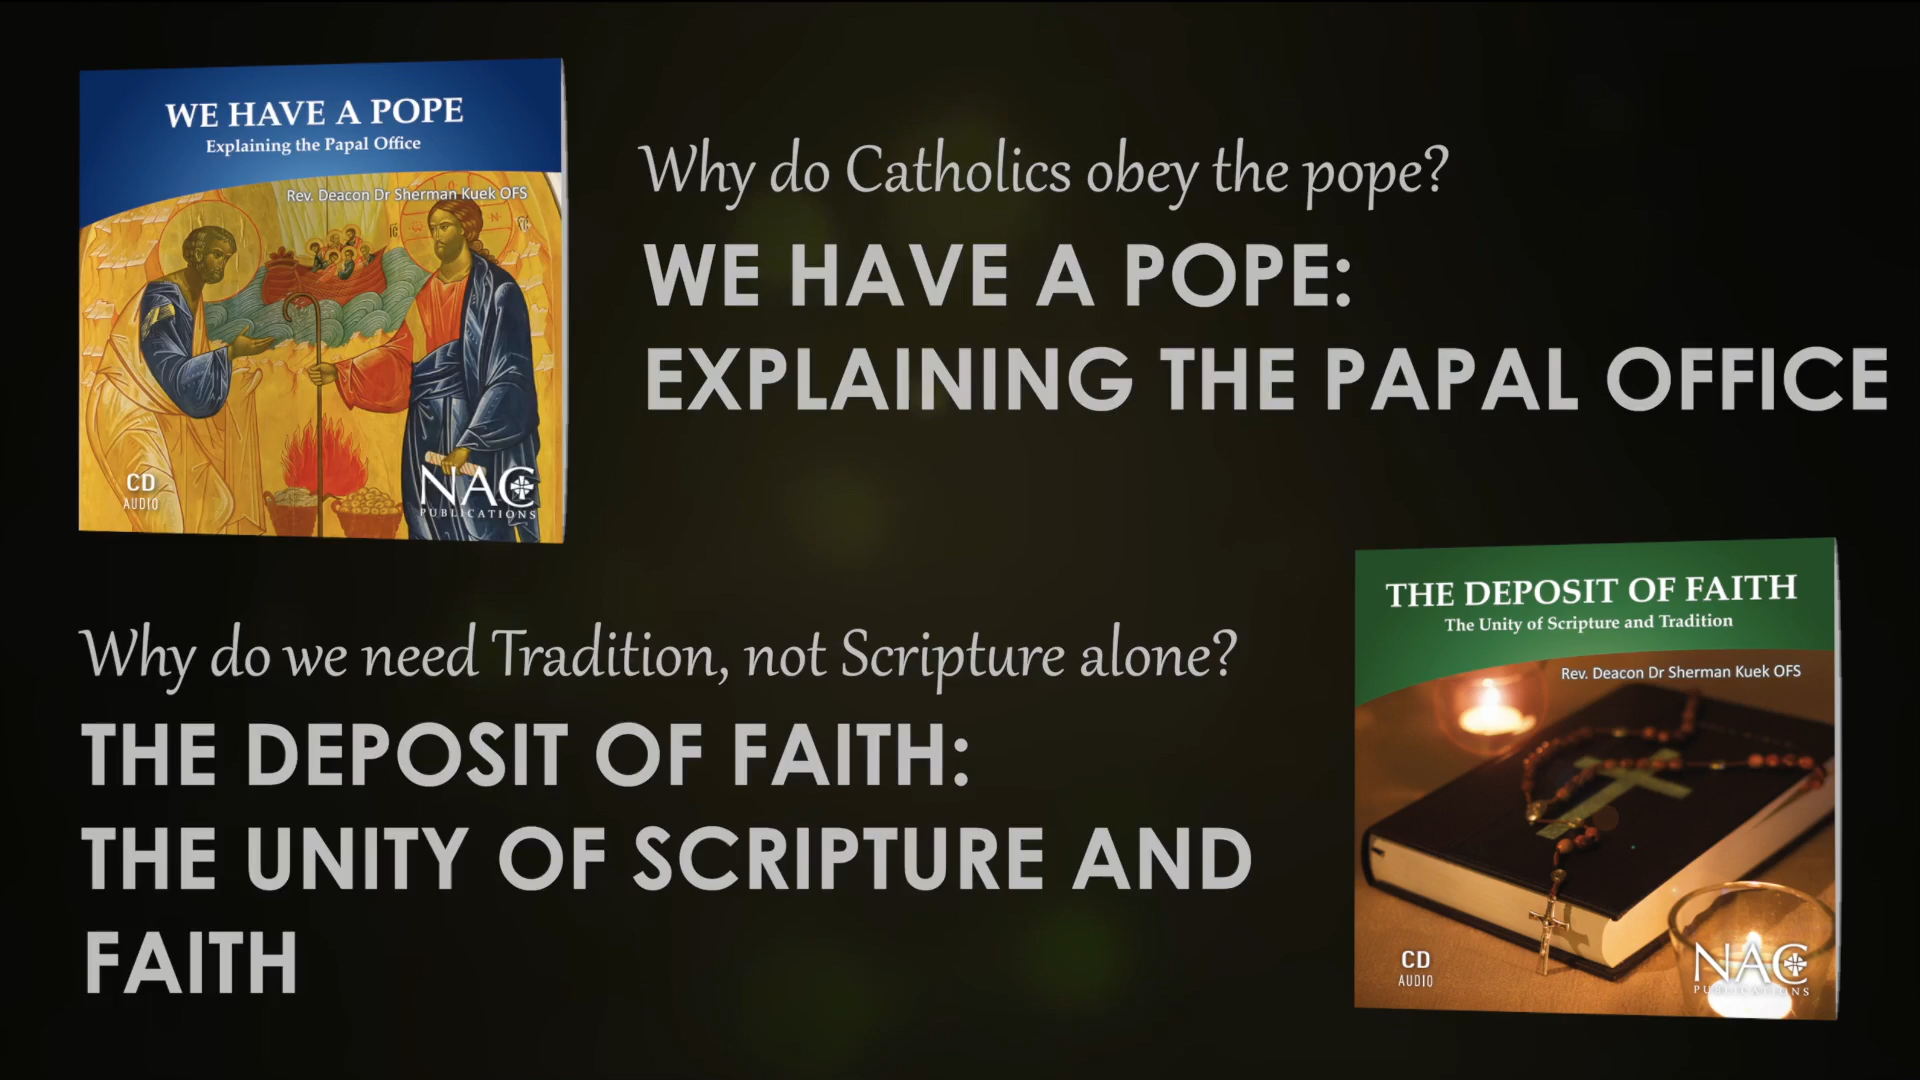 WE HAVE A POPE
Explaining the Papal Office
Rev. Deacon Dr Sherman Kuek OFS
CD
AUDIO
NAC
PUBLICATIONS
Why do Catholics obey the pope?
WE HAVE A POPE:
EXPLAINING THE PAPAL OFFICE
Why do we need Tradition, not Scripture alone?
THE DEPOSIT OF FAITH:
THE UNITY OF SCRIPTURE AND
FAITH
THE DEPOSIT OF FAITH
The Unity of Scripture and Tradition
Rev. Deacon Dr Sherman Kuek OFS
CD
AUDIO
NAC
PUBLICATIONS